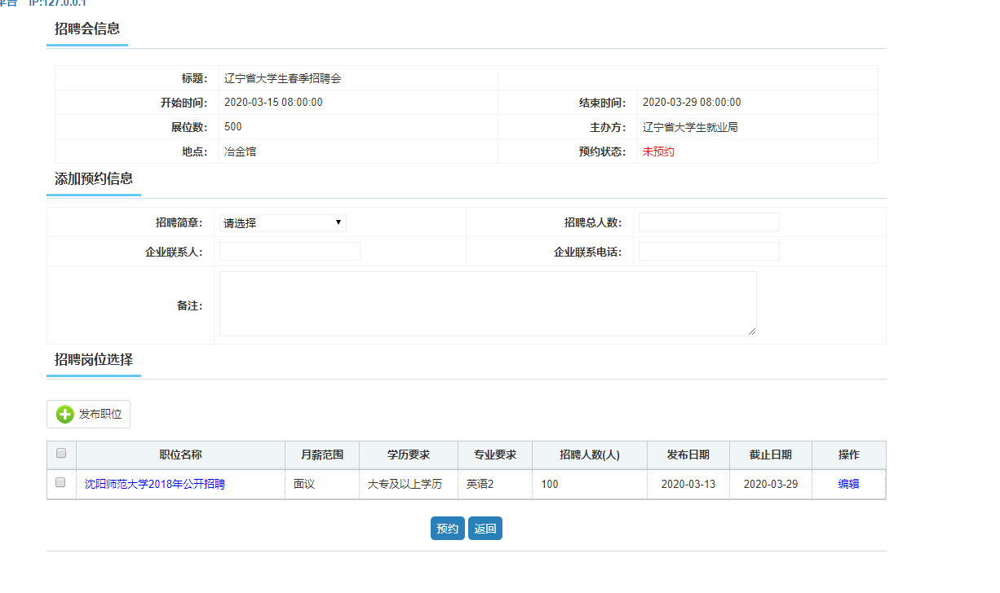 平台 IP:127.0.0.1
招聘会信息
标题: 辽宁省大学生春季招聘会
开始时间: 2020-03-15 08:00:00 结束时间: 2020-03-29 08:00:00
展位数: 500 主办方: 辽宁省大学生就业局
地点: 冶金馆 预约状态: 未预约
添加预约信息
招聘简章: 请选择 招聘总人数:
企业联系人: 企业联系电话:
备注:
招聘岗位选择
发布职位
职位名称 月薪范围 学历要求 专业要求 招聘人数(人) 发布日期 截止日期 操作
沈阳师范大学2018年公开招聘 面议 大专及以上学历 英语2 100 2020-03-13 2020-03-29 编辑
预约 返回